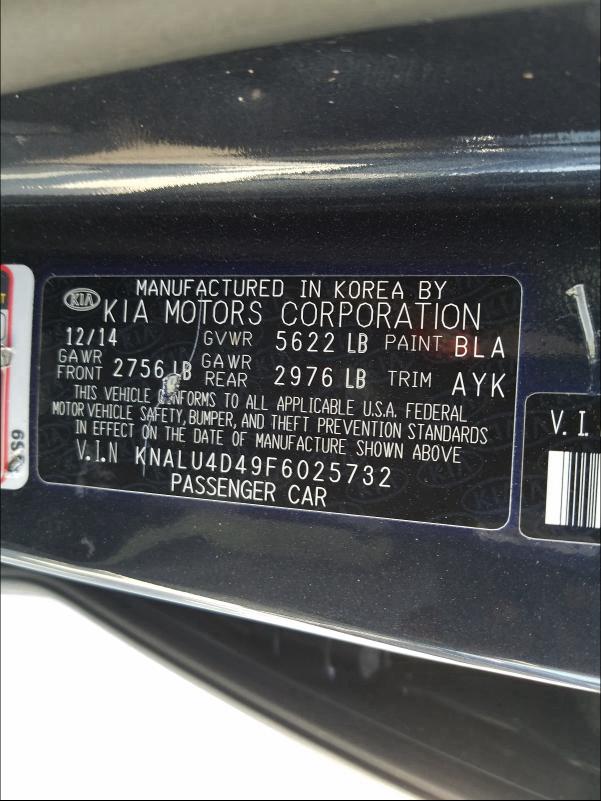 MANUFACTURED IN KOREA BY
KIA KIA MOTORS CORPORATION
12/14 GVWR 5622 LB PAINT BLA
GAWR FRONT 2756 LB GAWR REAR 2976 LB TRIM AYK
THIS VEHICLE CONFORMS TO ALL APPLICABLE U.S.A. FEDERAL
MOTOR VEHICLE SAFETY, BUMPER, AND THEFT PREVENTION STANDARDS
IN EFFECT ON THE DATE OF MANUFACTURE SHOWN ABOVE
V.I.N KNALU4D49F6025732
PASSENGER CAR
V.I.